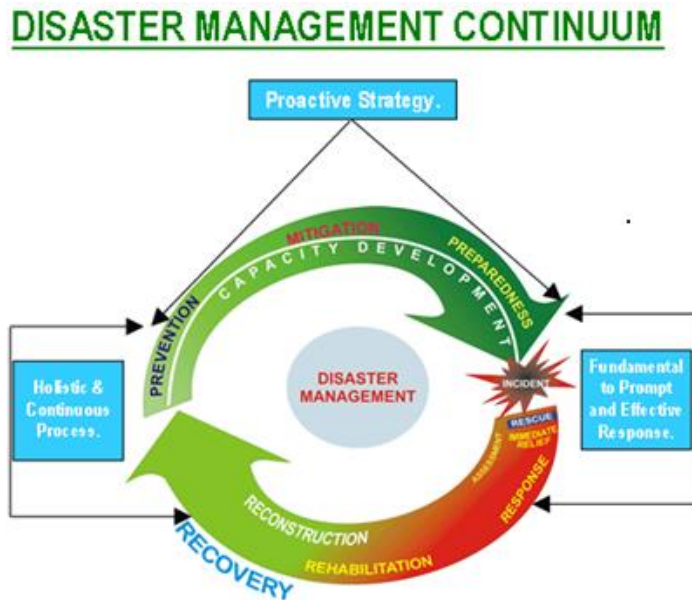 DISASTER MANAGEMENT CONTINUUM
Proactive Strategy.
MITIGATION
CAPACITY DEVELOPMENT
PREPAREDNESS
PREVENTION
Holistic &
Continuous
Process.
DISASTER
MANAGEMENT
INCIDENT
Fundamental
to Prompt
and Effective
Response.
RESCUE
IMMEDIATE
RELIEF
ASSESSMENT
RESPONSE
RECONSTRUCTION
REHABILITATION
RECOVERY